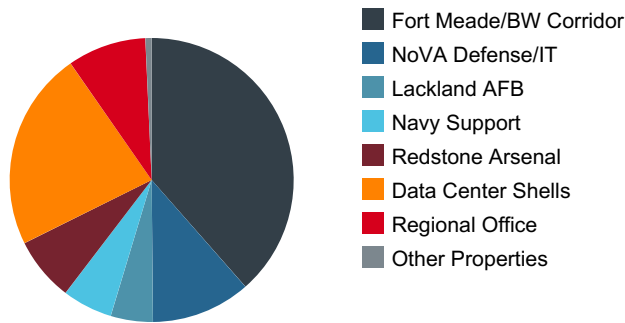 Fort Meade/BW Corridor
NoVA Defense/IT
Lackland AFB
Navy Support
Redstone Arsenal
Data Center Shells
Regional Office
Other Properties